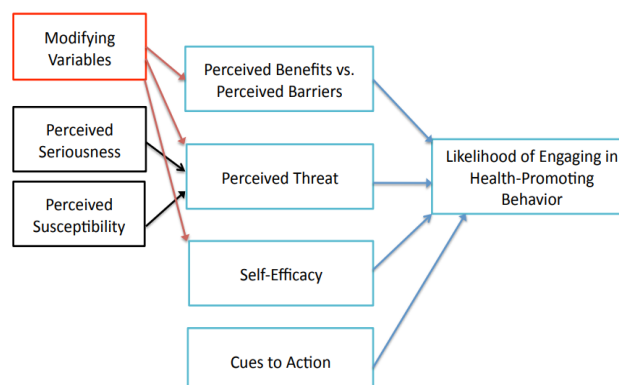 Modifying
Variables
Perceived Benefits vs.
Perceived Barriers
Perceived
Seriousness
Perceived Threat
Likelihood of Engaging in
Health-Promoting
Behavior
Perceived
Susceptibility
Self-Efficacy
Cues to Action